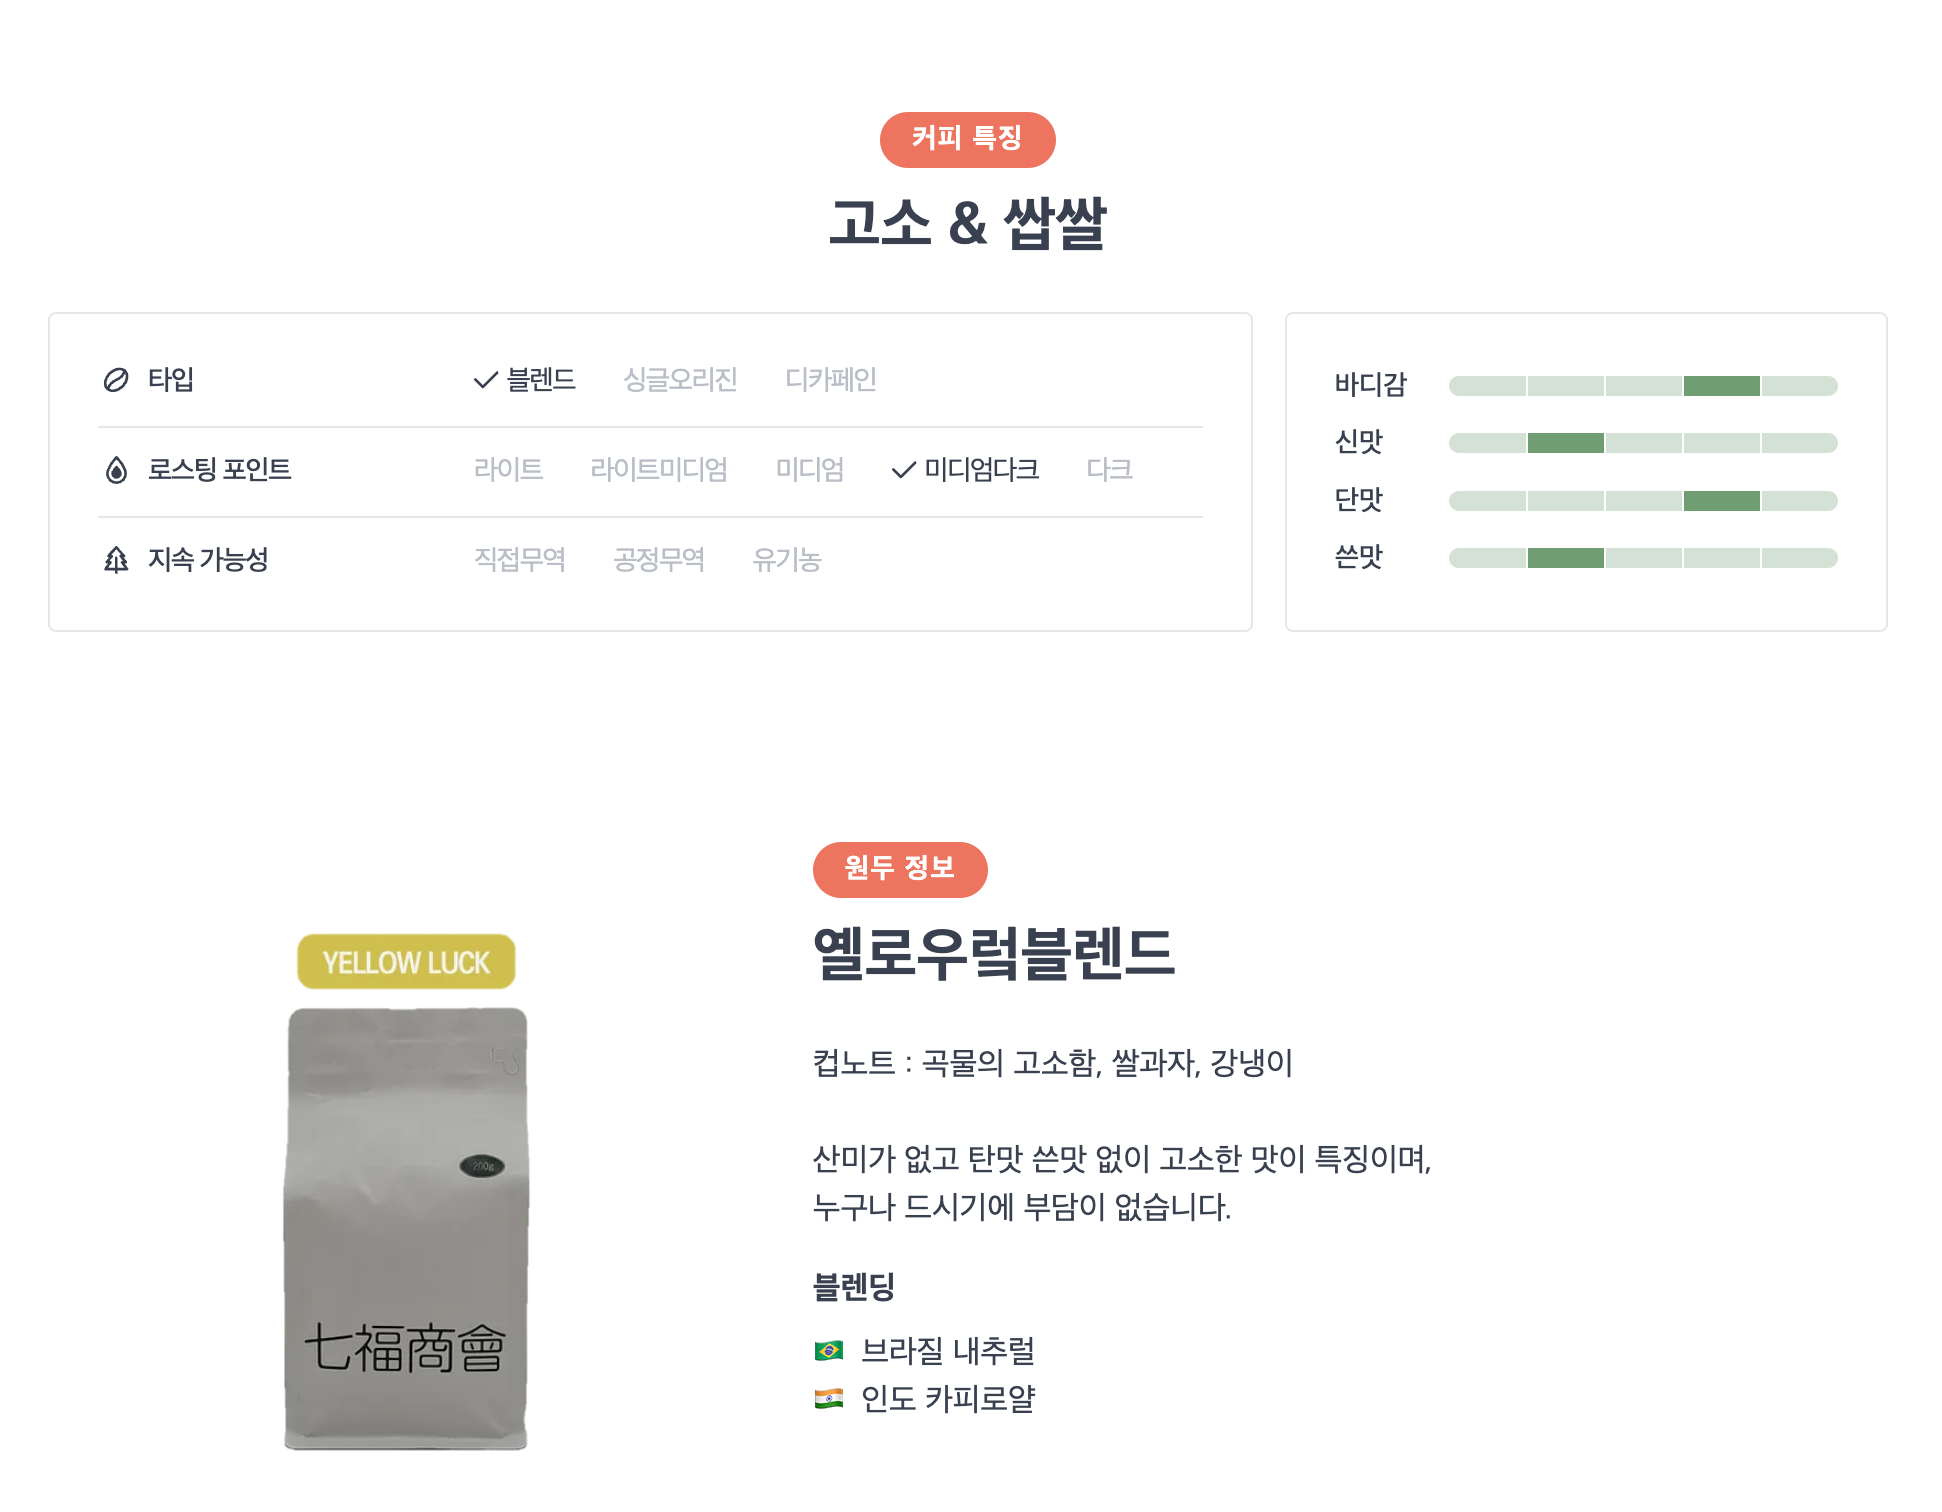 커피 특징
고소 & 쌉쌀
타입 블렌드 싱글오리진 디카페인
로스팅 포인트 라이트 라이트미디엄 미디엄 미디엄다크 다크
지속 가능성 직접무역 공정무역 유기농
바디감
신맛
단맛
쓴맛
원두 정보
옐로우럭블렌드
컵노트 : 곡물의 고소함, 쌀과자, 강냉이
산미가 없고 탄맛 쓴맛 없이 고소한 맛이 특징이며,
누구나 드시기에 부담이 없습니다.
블렌딩
브라질 내추럴
인도 카피로얄
YELLOW LUCK
200g
七福商會